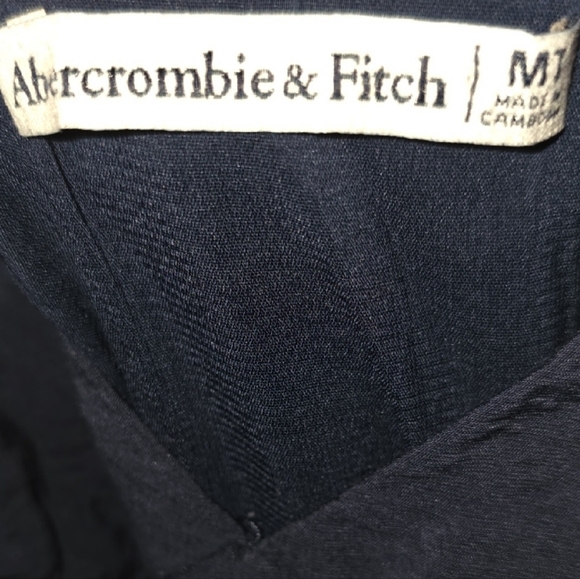 Abercrombie & Fitch | MT
MADE IN
CAMBODIA